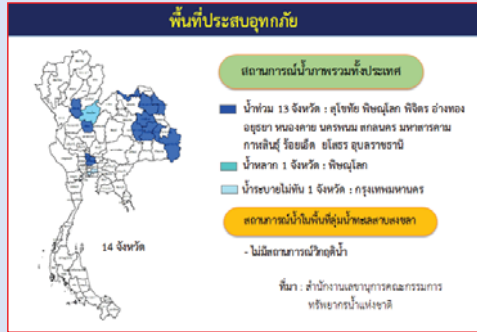 พื้นที่ประสบอุทกภัย
สถานการณ์น้ำภาพรวมทั้งประเทศ
น้ำท่วม 13 จังหวัด : สุโขทัย พิษณุโลก พิจิตร อ่างทอง
อยุธยา หนองคาย นครพนม สกลนคร มหาสารคาม
กาฬสินธุ์ ร้อยเอ็ด ยโสธร อุบลราชธานี
น้ำหลาก 1 จังหวัด : พิษณุโลก
น้ำระบายไม่ทัน 1 จังหวัด : กรุงเทพมหานคร
สถานการณ์น้ำในพื้นที่ลุ่มน้ำทะเลสาบสงขลา
- ไม่มีสถานการณ์วิกฤติน้ำ
14 จังหวัด
ที่มา : สำนักงานเลขานุการคณะกรรมการ
ทรัพยากรน้ำแห่งชาติ